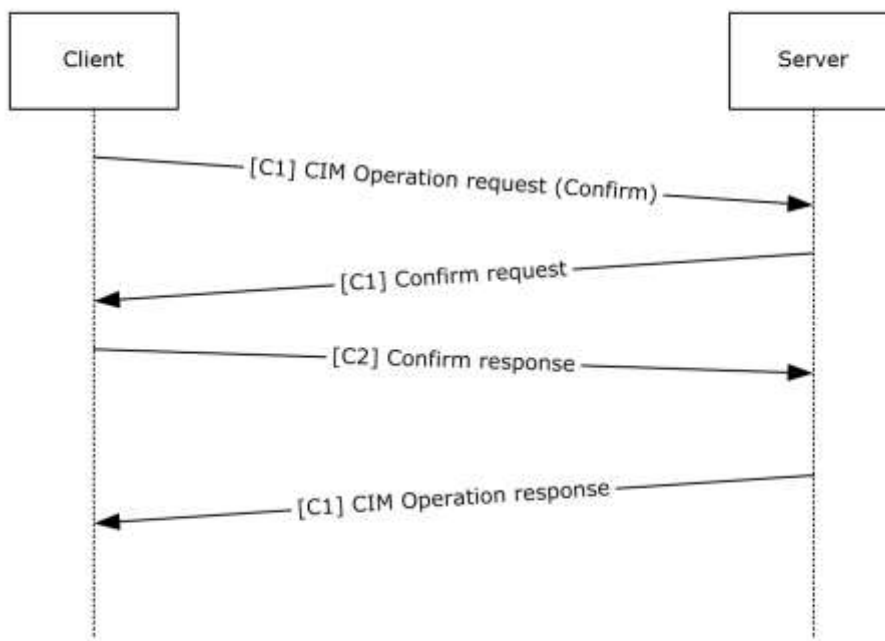 Client
Server
[C1] CIM Operation request (Confirm)
[C1] Confirm request
[C2] Confirm response
[C1] CIM Operation response